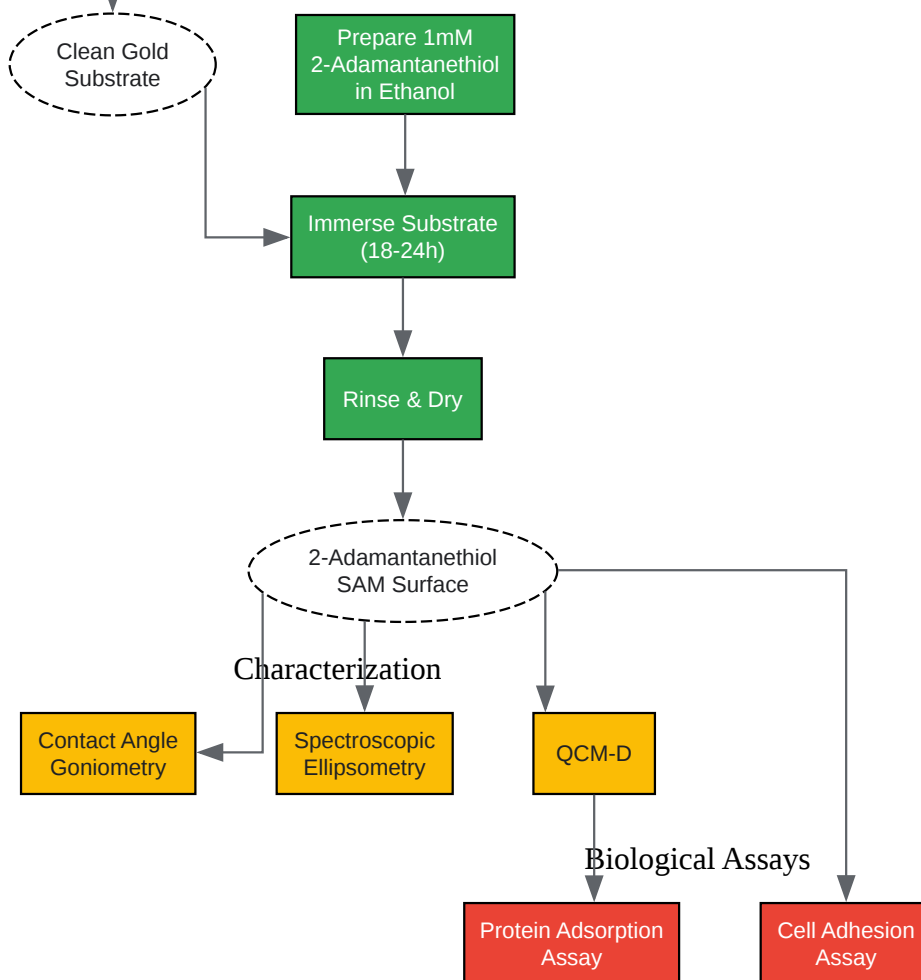 Clean Gold
Substrate
Prepare 1mM
2-Adamantanethiol
in Ethanol
Immerse Substrate
(18-24h)
Rinse & Dry
2-Adamantanethiol
SAM Surface
Characterization
Contact Angle
Goniometry
Spectroscopic
Ellipsometry
QCM-D
Biological Assays
Protein Adsorption
Assay
Cell Adhesion
Assay